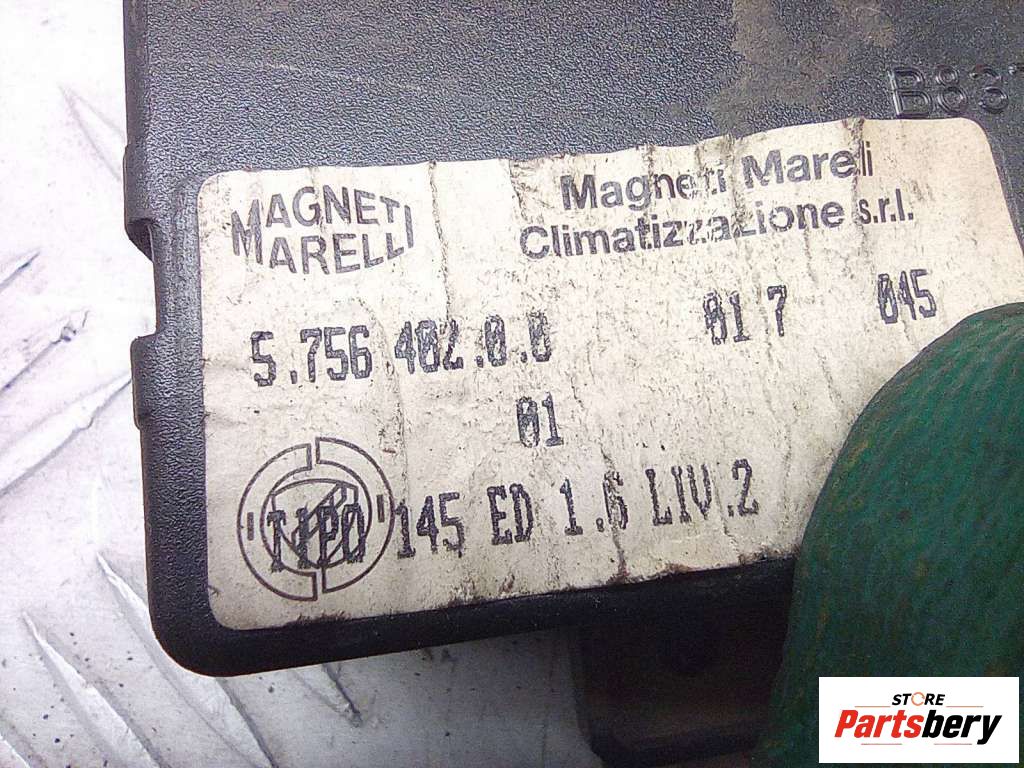 B837
MAGNETI
MARELLI
Magneti Marelli
Climatizzazione s.r.l.
5.756 402.0.0 01 7 045
01
TIPO 145 ED 1.6 LIV.2
STORE
Partsbery